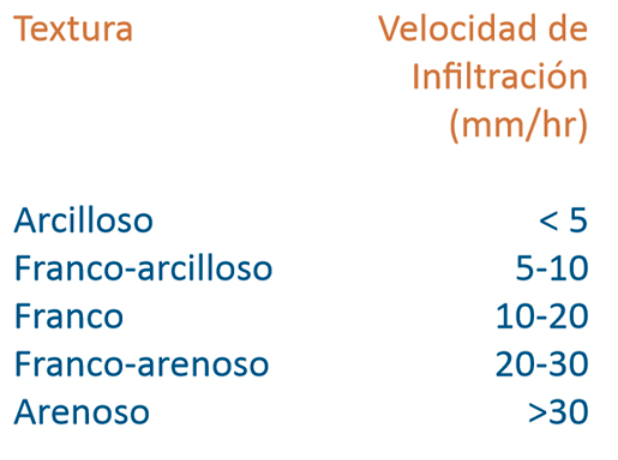 Textura Velocidad de
Infiltración
(mm/hr)
Arcilloso < 5
Franco-arcilloso 5-10
Franco 10-20
Franco-arenoso 20-30
Arenoso >30